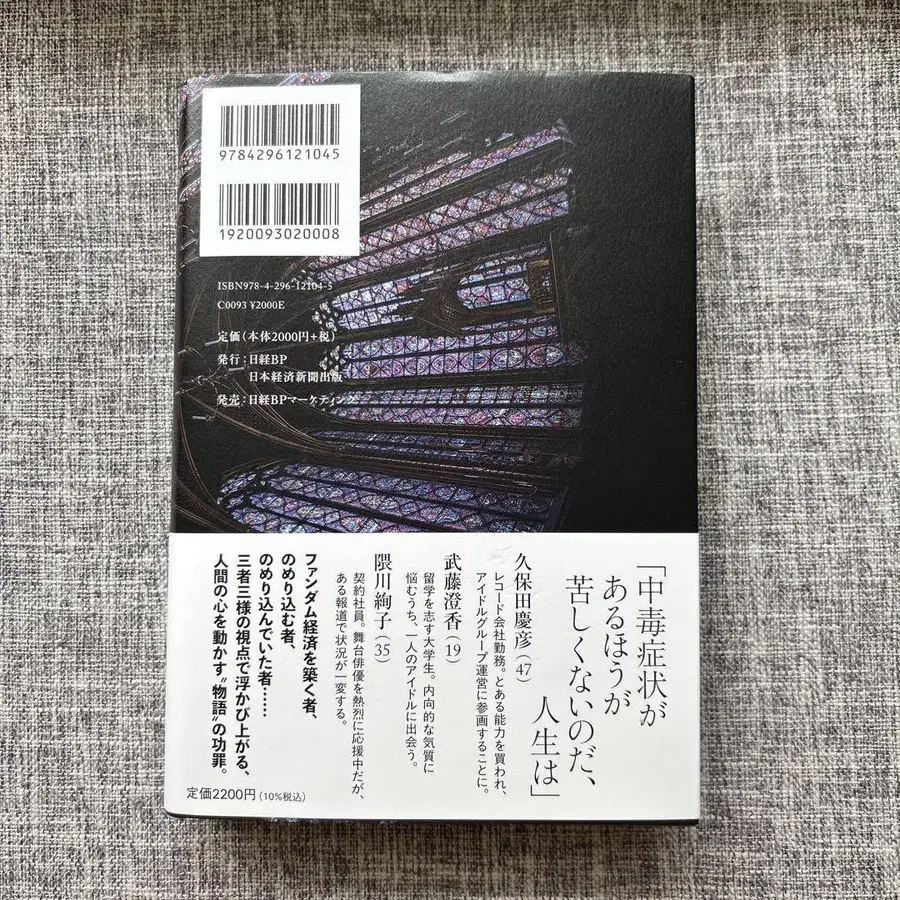 9784296121045
1920093020008
ISBN978-4-296-12104-5
C0093 ¥2000E
定価(本体2000円+税)
発行:日経BP
日本経済新聞出版
発売:日経BPマーケティング
「中毒症状が
あるほうが
苦しくないのだ、
人生は」
久保田慶彦(47)
レコード会社勤務。とある能力を買われ、
アイドルグループ運営に参画することに。
武藤澄香(19)
留学を志す大学生。内向的な気質に
悩むうち、一人のアイドルに出会う。
隈川絢子(35)
契約社員。舞台俳優を熱烈に応援中だが、
ある報道で状況が一変する。
ファンダム経済を築く者、
のめり込む者、
のめり込んでいた者……
三者三様の視点で浮かび上がる、
人間の心を動かす“物語”の功罪。
定価2200円(10%税込)